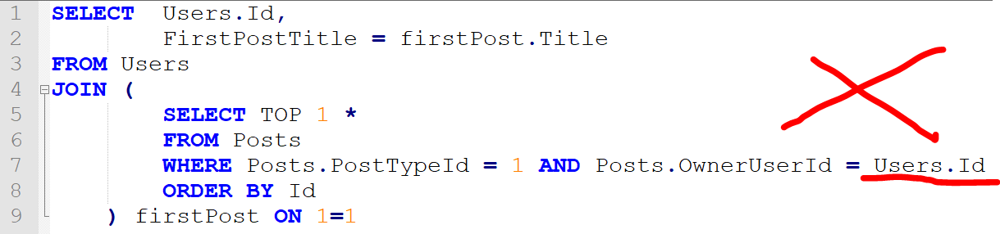 1 SELECT Users.Id,
2 FirstPostTitle = firstPost.Title
3 FROM Users
4 JOIN (
5 SELECT TOP 1 *
6 FROM Posts
7 WHERE Posts.PostTypeId = 1 AND Posts.OwnerUserId = Users.Id
8 ORDER BY Id
9 ) firstPost ON 1=1